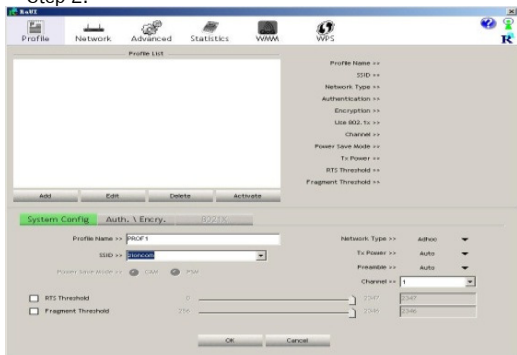 Step 2:
RaUI
Profile Network Advanced Statistics WMM WPS
Profile List
Profile Name >>
SSID >>
Network Type >>
Authentication >>
Encryption >>
Use 802.1x >>
Channel >>
Power Save Mode >>
Tx Power >>
RTS Threshold >>
Fragment Threshold >>
Add Edit Delete Activate
System Config Auth. \ Encry. 8021X
Profile Name >> PROF1 Network Type >> Adhoc
SSID >> Tx Power >> Auto
Power Save Mode >> CAM PSM Preamble >> Auto
Channel >> 1
RTS Threshold 0 2347 2347
Fragment Threshold 256 2346 2346
OK Cancel